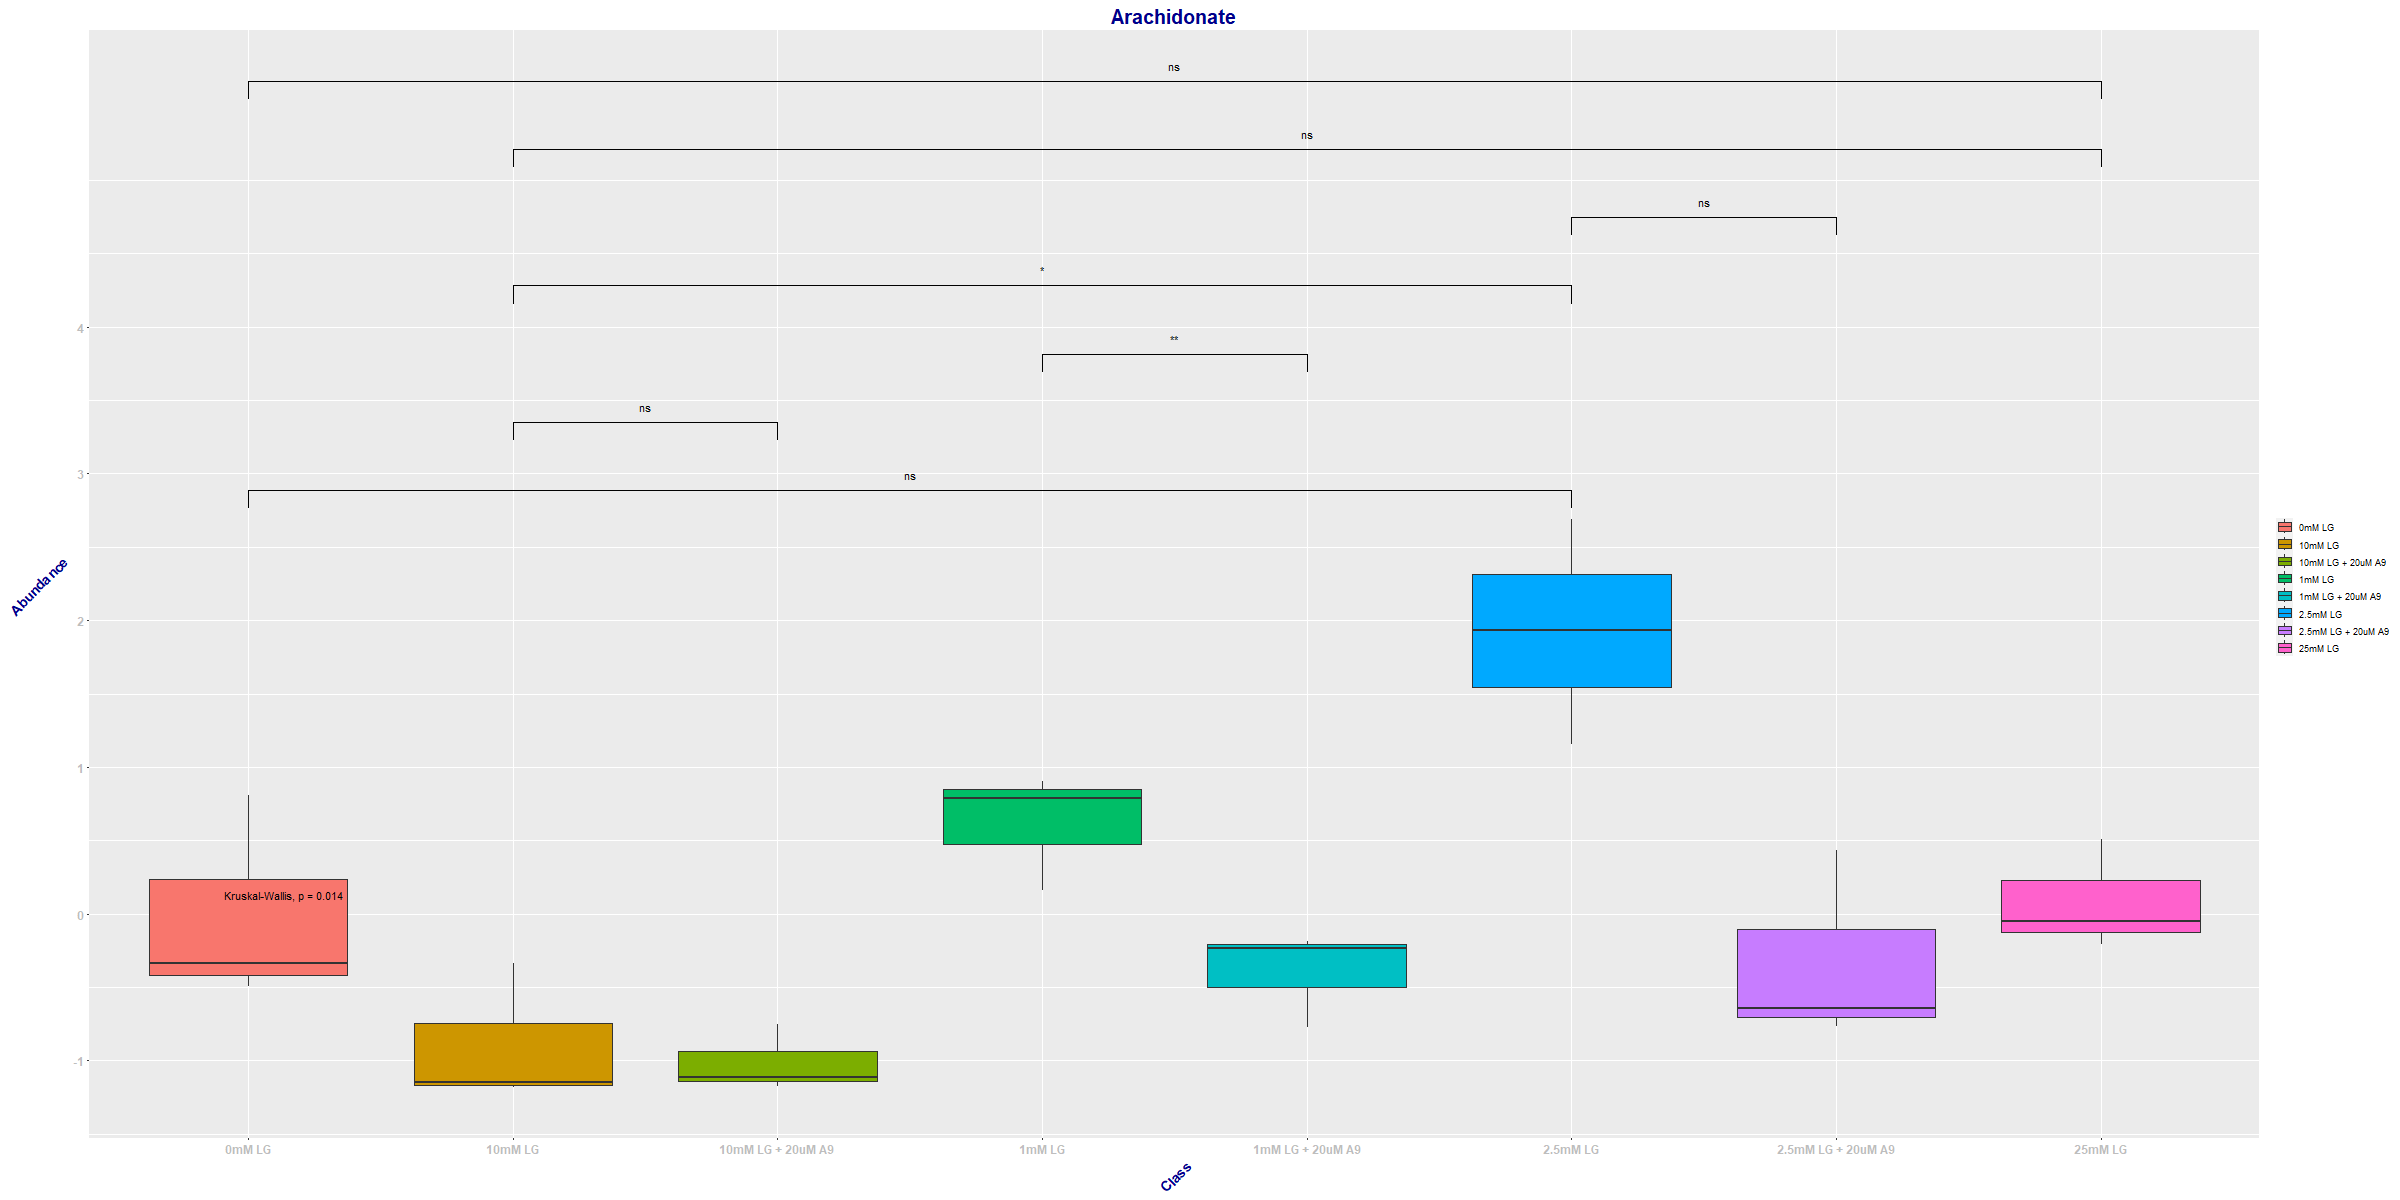 Arachidonate
ns
ns
ns
*
**
ns
ns
4
3
2
1
0
-1
Abundance
Kruskal-Wallis, p = 0.014
0mM LG
10mM LG
10mM LG + 20uM A9
1mM LG
1mM LG + 20uM A9
2.5mM LG
2.5mM LG + 20uM A9
25mM LG
Class
0mM LG
10mM LG
10mM LG + 20uM A9
1mM LG
1mM LG + 20uM A9
2.5mM LG
2.5mM LG + 20uM A9
25mM LG